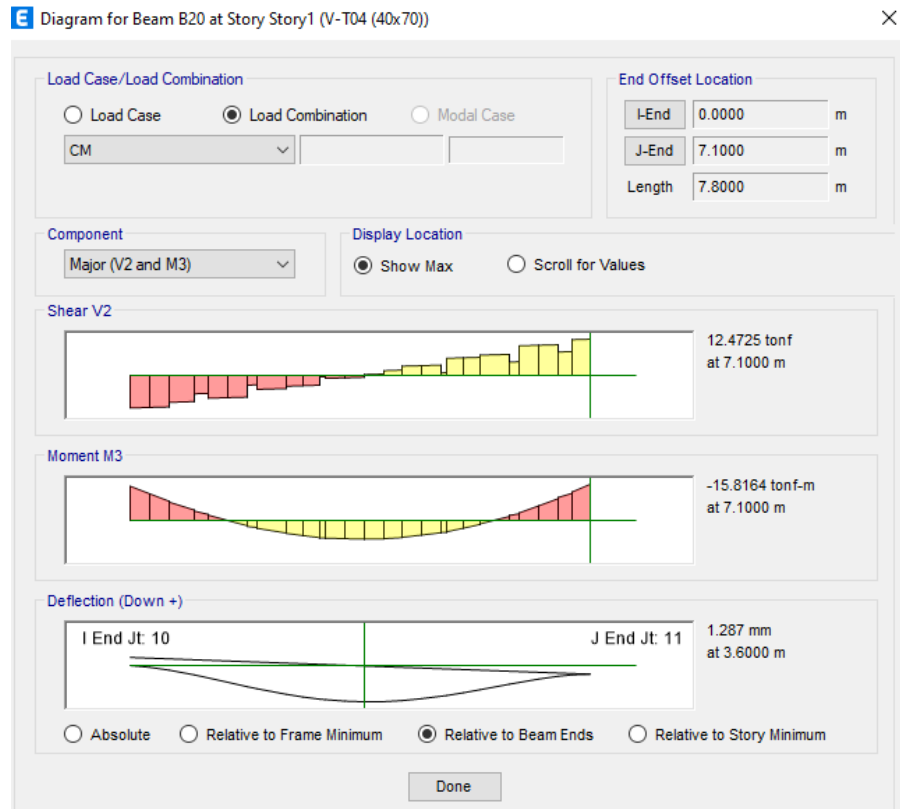 E Diagram for Beam B20 at Story Story1 (V-T04 (40x70))
Load Case/Load Combination
Load Case Load Combination Modal Case
CM
End Offset Location
I-End 0.0000 m
J-End 7.1000 m
Length 7.8000 m
Component
Major (V2 and M3)
Display Location
Show Max Scroll for Values
Shear V2
12.4725 tonf
at 7.1000 m
Moment M3
-15.8164 tonf-m
at 7.1000 m
Deflection (Down +)
I End Jt: 10 J End Jt: 11
1.287 mm
at 3.6000 m
Absolute Relative to Frame Minimum Relative to Beam Ends Relative to Story Minimum
Done